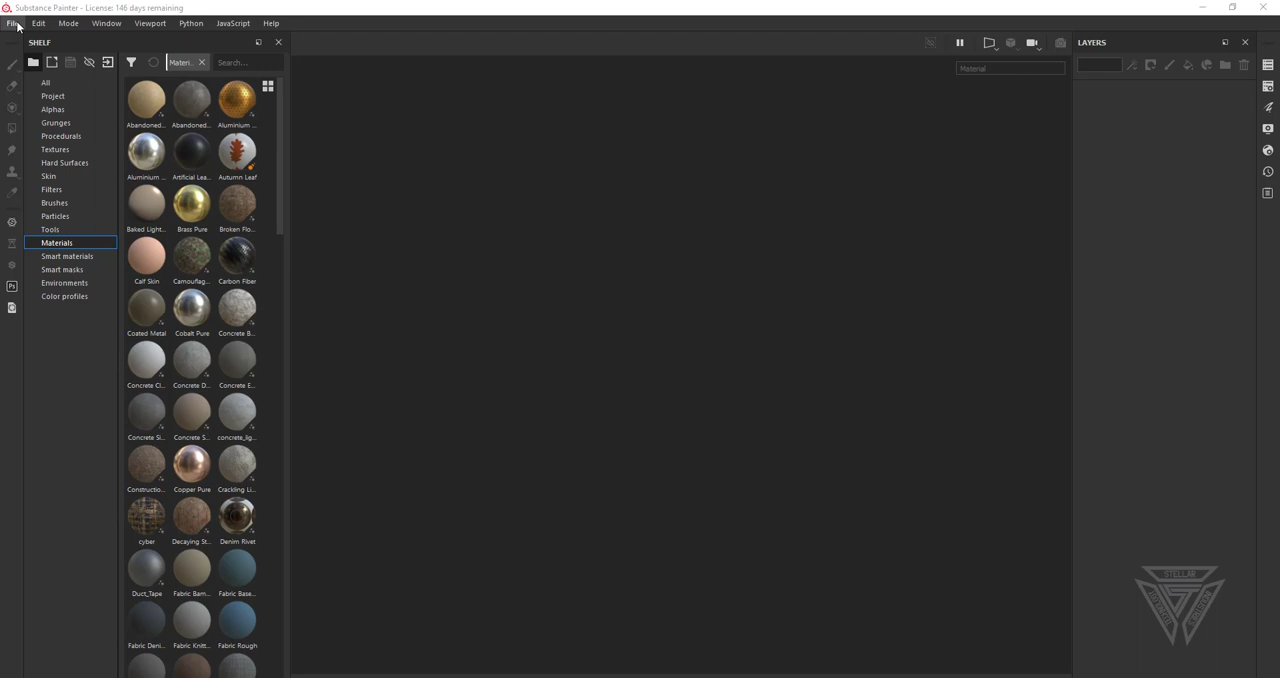 Substance Painter - License: 146 days remaining
File Edit Mode Window Viewport Python JavaScript Help
SHELF
LAYERS
Materi...
Search...
Material
All
Project
Alphas
Grunges
Procedurals
Textures
Hard Surfaces
Skin
Filters
Brushes
Particles
Tools
Materials
Smart materials
Smart masks
Environments
Color profiles
Ps
Abandoned... Abandoned... Aluminium ...
Aluminium ... Artificial Lea... Autumn Leaf
Baked Light... Brass Pure Broken Flo...
Calf Skin Camouflag... Carbon Fiber
Coated Metal Cobalt Pure Concrete B...
Concrete Cl... Concrete D... Concrete E...
Concrete Si... Concrete S... concrete_lig...
Constructio... Copper Pure Crackling Li...
cyber Decaying St... Denim Rivet
Duct_Tape Fabric Bam... Fabric Base...
Fabric Deni... Fabric Knitt... Fabric Rough
STELLAR